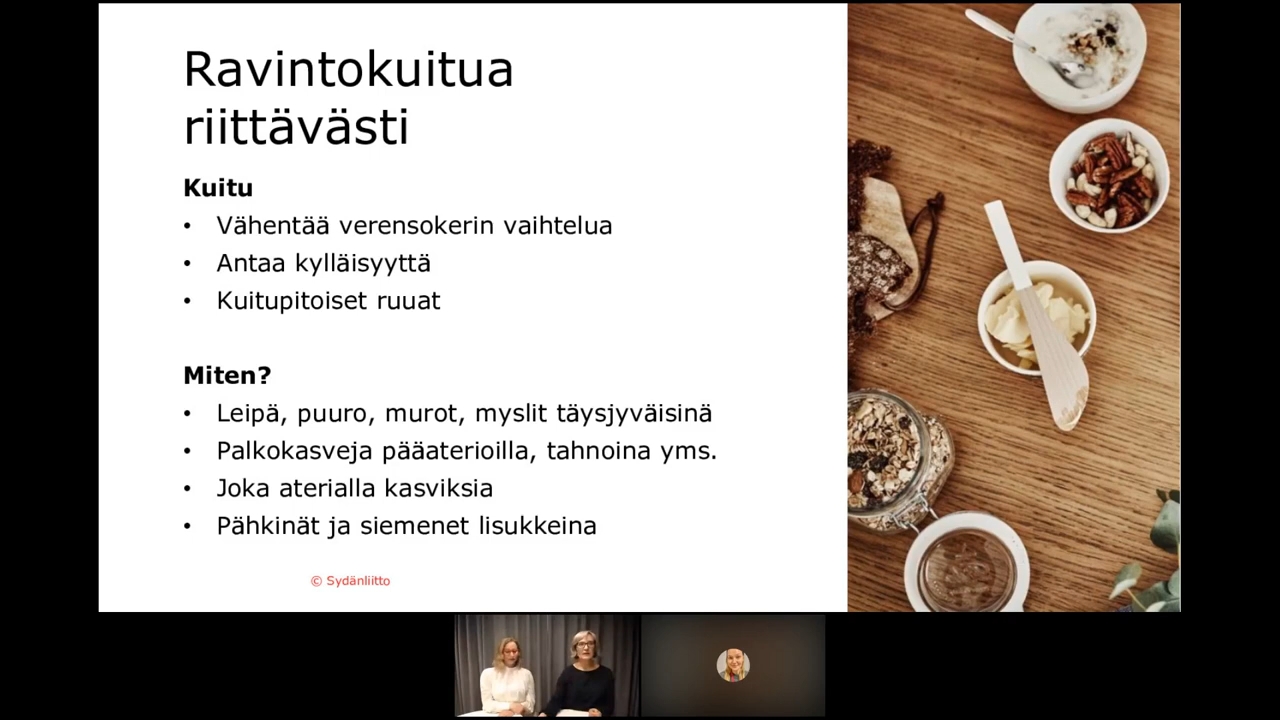 Ravintokuitua
riittävästi
Kuitu
• Vähentää verensokerin vaihtelua
• Antaa kylläisyyttä
• Kuitupitoiset ruuat
Miten?
• Leipä, puuro, murot, myslit täysjyväisinä
• Palkokasveja pääaterioilla, tahnoina yms.
• Joka aterialla kasviksia
• Pähkinät ja siemenet lisukkeina
© Sydänliitto